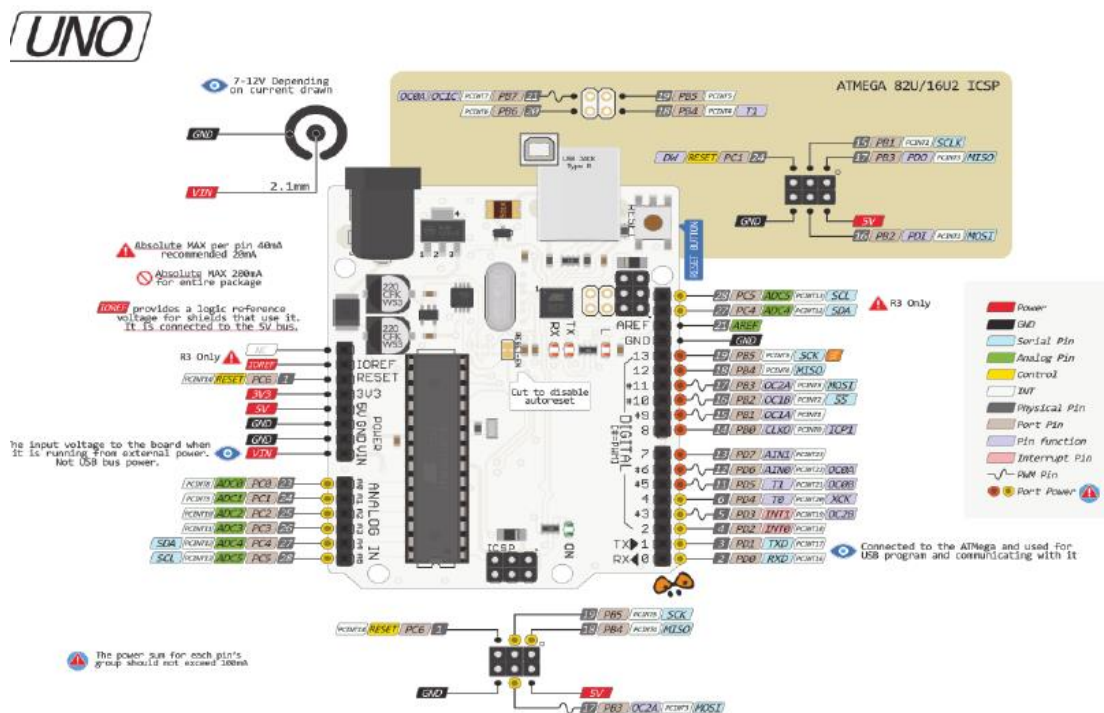 UNO
7-12V Depending
on current drawn
GND
VIN
2.1mm
ATMEGA 82U/16U2 ICSP
OC0A OC1C PCINT7 PB7 21
PCINT6 PB6 20
19 PB5 PCINT5
18 PB4 PCINT4 T1
USB JACK
Type B
DW RESET PC1 24
15 PB1 PCINT1 SCLK
17 PB3 PDO PCINT3 MISO
GND
5V
16 PB2 PDI MOSI
RESET
RESET BUTTON
Absolute MAX per pin 40mA
recommended 20mA
Absolute MAX 200mA
for entire package
IOREF provides a logic reference
voltage for shields that use it.
It is connected to the 5V bus.
NC
R3 Only
IOREF
PCINT14 RESET PC6 1
3V3
5V
GND
GND
VIN
The input voltage to the board when
it is running from external power.
Not USB bus power.
ADC0 PC0 23
ADC1 PC1 24
ADC2 PC2 25
ADC3 PC3 26
SDA ADC4 PC4 27
SCL ADC5 PC5 28
220
CFK
W53
220
CFK
W53
IOREF
RESET
3V3
5V
GND
VIN
POWER
ANALOG IN
RX
TX
L
RESET-EN
Cut to disable
autoreset
ICSP
ON
AREF
GND
13
12
#11
#10
#9
8
7
#6
#5
4
#3
2
TX 1
RX 0
DIGITAL
[#=PWM]
28 PC5 ADC5 PCINT13 SCL
27 PC4 ADC4 PCINT12 SDA
R3 Only
21 AREF
GND
19 PB5 PCINT5 SCK
18 PB4 PCINT4 MISO
17 PB3 OC2A PCINT3 MOSI
16 PB2 OC1B PCINT2 SS
15 PB1 OC1A PCINT1
14 PB0 CLKO PCINT0 ICP1
13 PD7 AIN1 PCINT23
12 PD6 AIN0 PCINT22 OC0A
11 PD5 T1 PCINT21 OC0B
6 PD4 T0 PCINT20 XCK
5 PD3 INT1 PCINT19 OC2B
4 PD2 INT0 PCINT18
3 PD1 TXD PCINT17
2 PD0 RXD PCINT16
Connected to the ATMega and used for
USB program and communicating with it
Power
GND
Serial Pin
Analog Pin
Control
INT
Physical Pin
Port Pin
Pin function
Interrupt Pin
PWM Pin
Port Power
PCINT14 RESET PC6 1
19 PB5 PCINT5 SCK
18 PB4 MISO
GND
5V
17 PB3 OC2A PCINT3 MOSI
The power sum for each pin's
group should not exceed 100mA